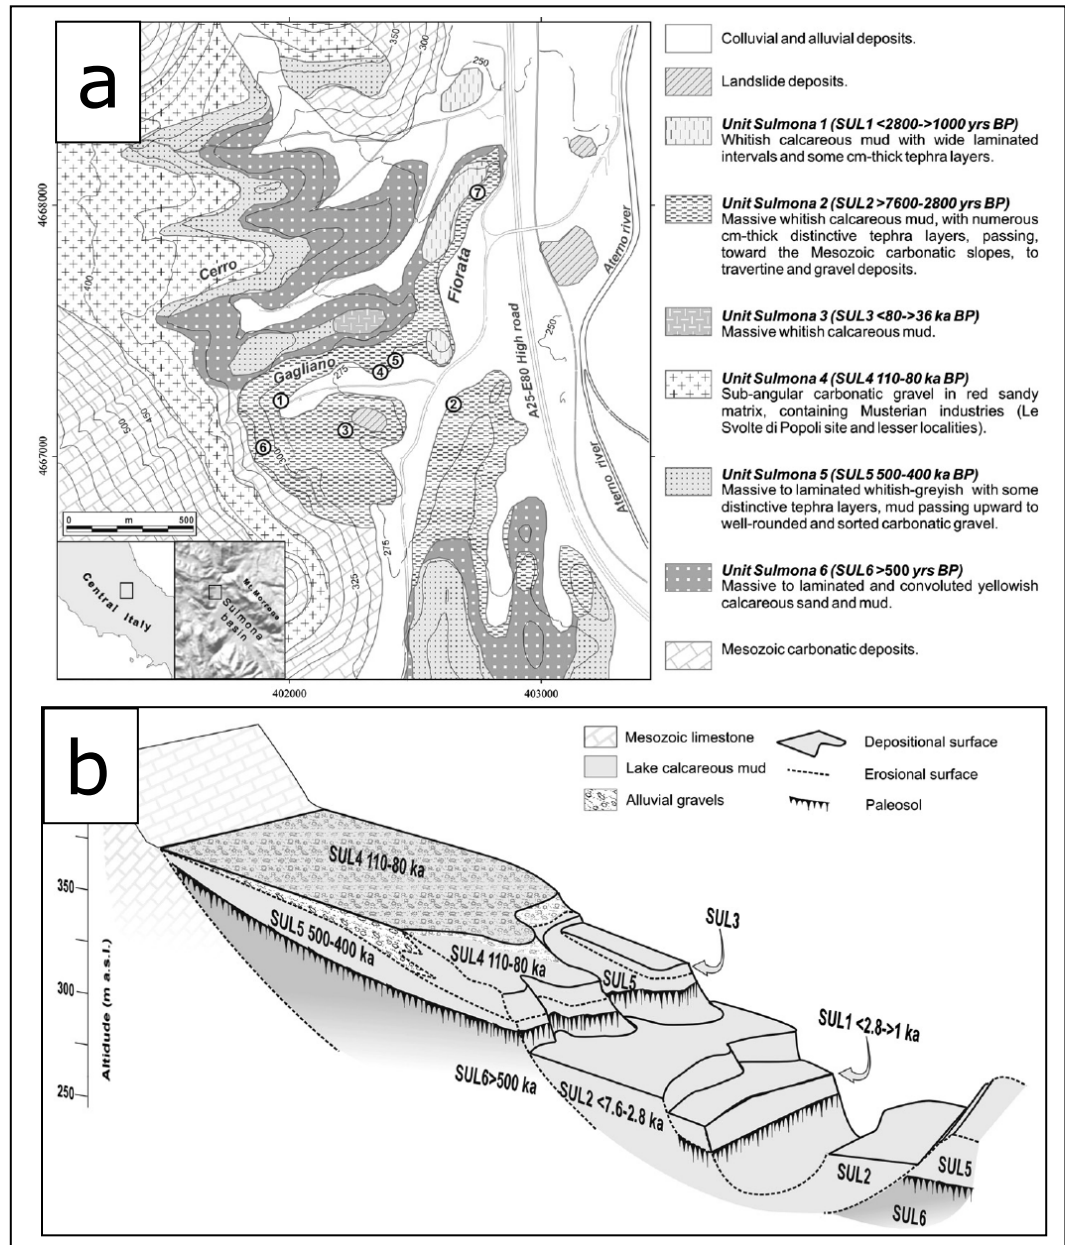 a
350
300
250
4668000
Cerro
400
7
Fiorata
Aterno river
250
A25-E80 High road
Gagliano
275
5
4
1
2
3
6
300
500
450
4667000
Aterno river
0 m 500
275
325
Central Italy
Mt. Morrone
Sulmona basin
402000
403000
Colluvial and alluvial deposits.
Landslide deposits.
Unit Sulmona 1 (SUL1 <2800->1000 yrs BP)
Whitish calcareous mud with wide laminated
intervals and some cm-thick tephra layers.
Unit Sulmona 2 (SUL2 >7600-2800 yrs BP)
Massive whitish calcareous mud, with numerous
cm-thick distinctive tephra layers, passing,
toward the Mesozoic carbonatic slopes, to
travertine and gravel deposits.
Unit Sulmona 3 (SUL3 <80->36 ka BP)
Massive whitish calcareous mud.
Unit Sulmona 4 (SUL4 110-80 ka BP)
Sub-angular carbonatic gravel in red sandy
matrix, containing Musterian industries (Le
Svolte di Popoli site and lesser localities).
Unit Sulmona 5 (SUL5 500-400 ka BP)
Massive to laminated whitish-greyish with some
distinctive tephra layers, mud passing upward to
well-rounded and sorted carbonatic gravel.
Unit Sulmona 6 (SUL6 >500 yrs BP)
Massive to laminated and convoluted yellowish
calcareous sand and mud.
Mesozoic carbonatic deposits.
b
Mesozoic limestone
Lake calcareous mud
Alluvial gravels
Depositional surface
Erosional surface
Paleosol
Altidude (m a.s.l.)
350
300
250
SUL4 110-80 ka
SUL5 500-400 ka
SUL4 110-80 ka
SUL5
SUL3
SUL1 <2.8->1 ka
SUL6>500 ka
SUL2 <7.6-2.8 ka
SUL2
SUL5
SUL6